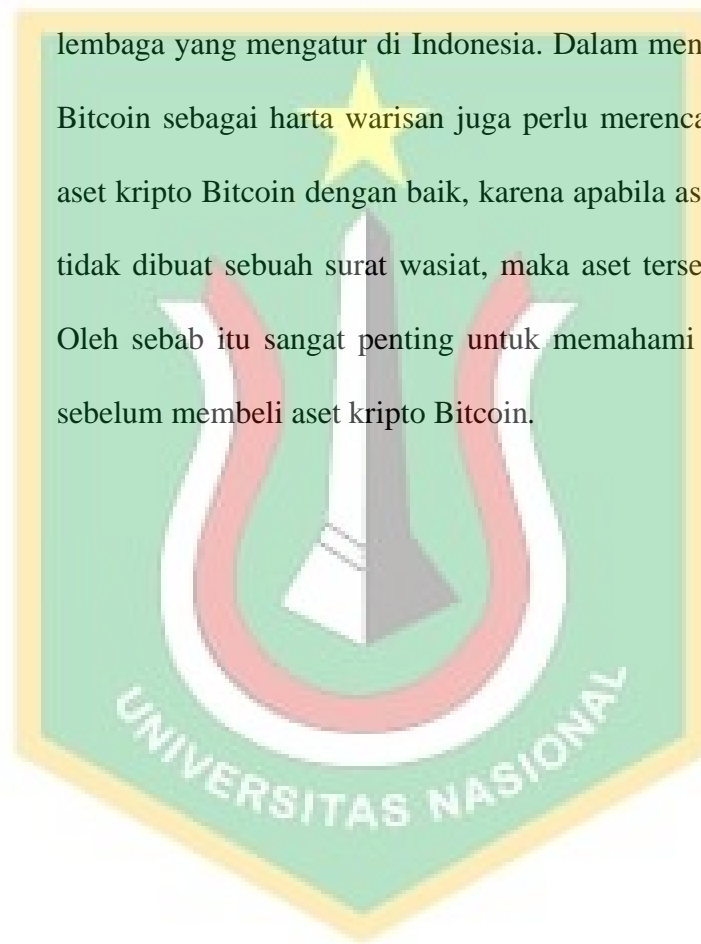 lembaga yang mengatur di Indonesia. Dalam men
Bitcoin sebagai harta warisan juga perlu merenca
aset kripto Bitcoin dengan baik, karena apabila as
tidak dibuat sebuah surat wasiat, maka aset terse
Oleh sebab itu sangat penting untuk memahami
sebelum membeli aset kripto Bitcoin.
UNIVERSITAS NASIONAL